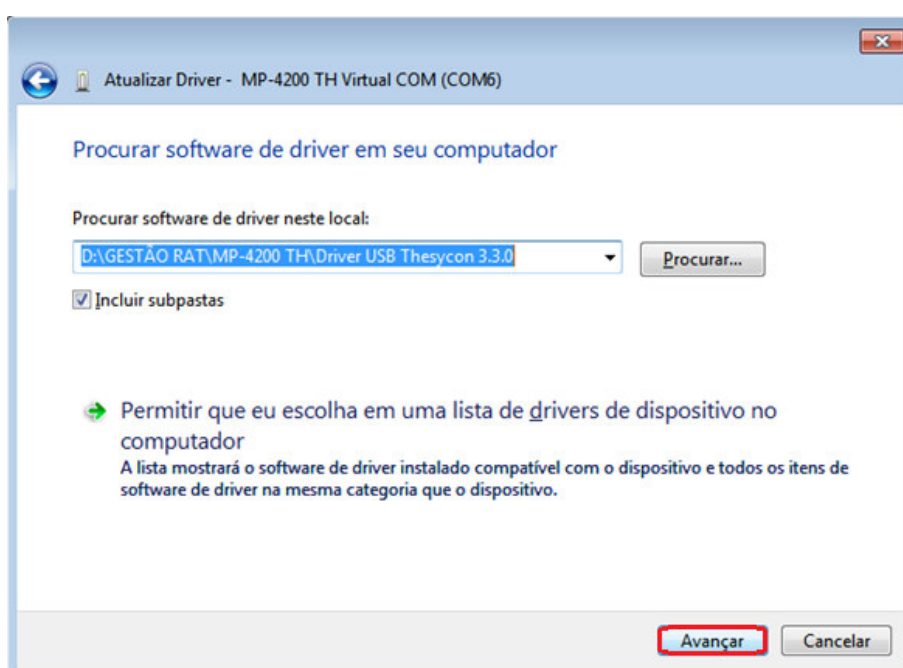 Atualizar Driver - MP-4200 TH Virtual COM (COM6)
Procurar software de driver em seu computador
Procurar software de driver neste local:
D:\GESTÃO RAT\MP-4200 TH\Driver USB Thesycon 3.3.0
Procurar...
Incluir subpastas
Permitir que eu escolha em uma lista de drivers de dispositivo no
computador
A lista mostrará o software de driver instalado compatível com o dispositivo e todos os itens de
software de driver na mesma categoria que o dispositivo.
Avançar
Cancelar